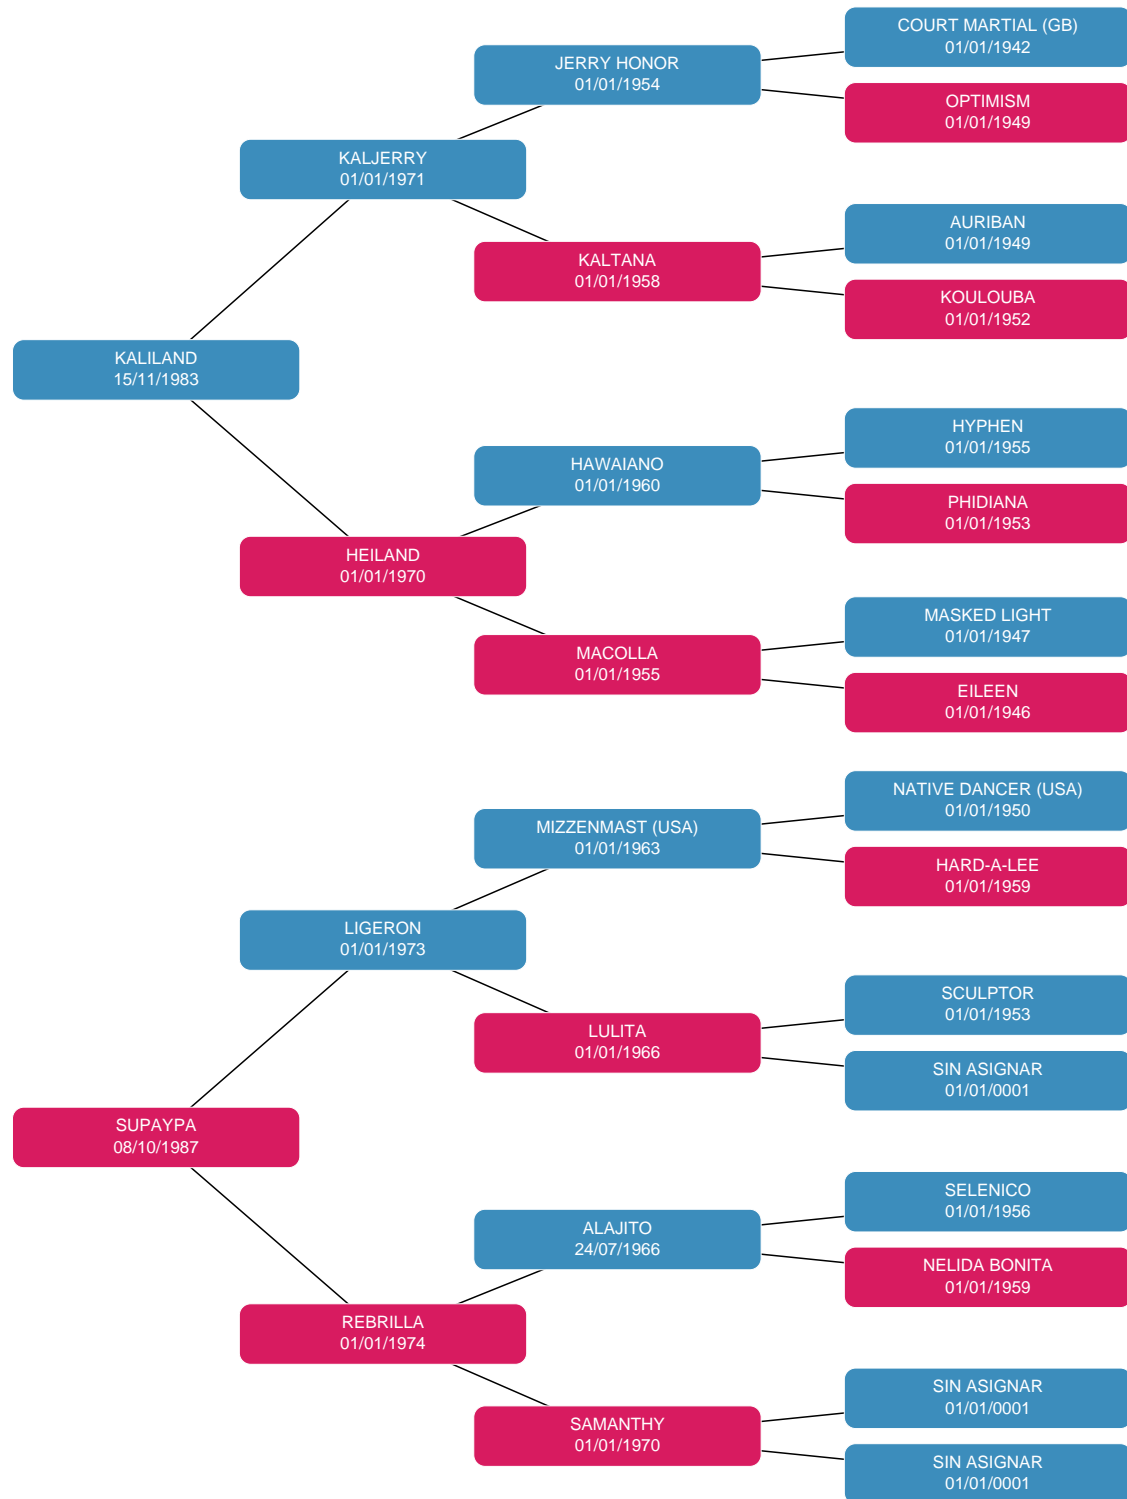 COURT MARTIAL (GB)
01/01/1942
JERRY HONOR
01/01/1954
OPTIMISM
01/01/1949
KALJERRY
01/01/1971
AURIBAN
01/01/1949
KALTANA
01/01/1958
KOULOUBA
01/01/1952
KALILAND
15/11/1983
HYPHEN
01/01/1955
HAWAIANO
01/01/1960
PHIDIANA
01/01/1953
HEILAND
01/01/1970
MASKED LIGHT
01/01/1947
MACOLLA
01/01/1955
EILEEN
01/01/1946
NATIVE DANCER (USA)
01/01/1950
MIZZENMAST (USA)
01/01/1963
HARD-A-LEE
01/01/1959
LIGERON
01/01/1973
SCULPTOR
01/01/1953
LULITA
01/01/1966
SIN ASIGNAR
01/01/0001
SUPAYPA
08/10/1987
SELENICO
01/01/1956
ALAJITO
24/07/1966
NELIDA BONITA
01/01/1959
REBRILLA
01/01/1974
SIN ASIGNAR
01/01/0001
SAMANTHY
01/01/1970
SIN ASIGNAR
01/01/0001